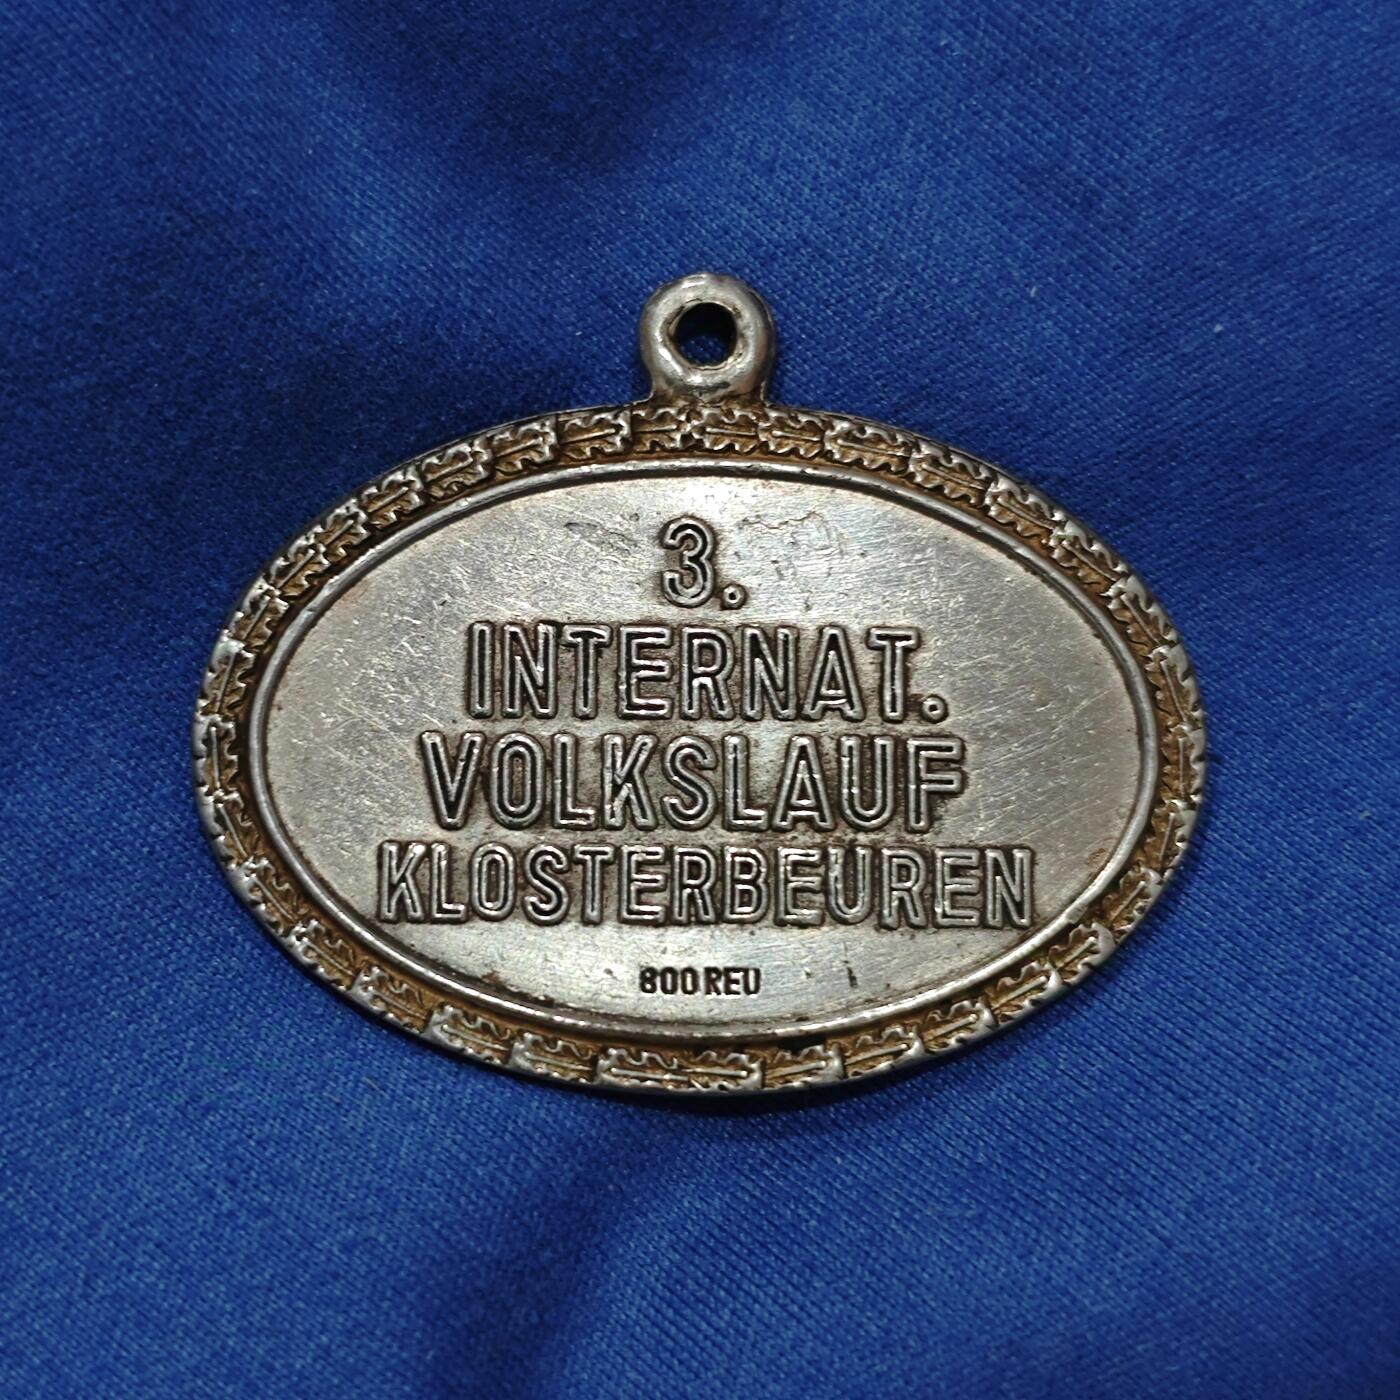 3.
INTERNAT.
VOLKSLAUF
KLOSTERBEUREN
800 REU